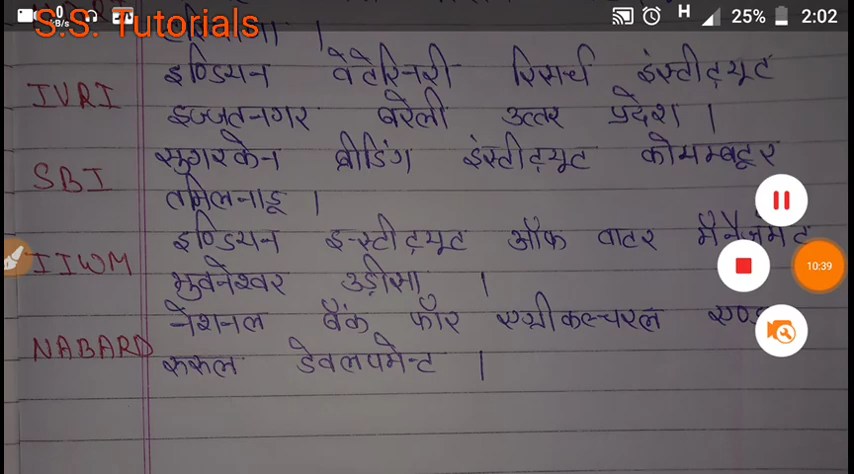 S.S. Tutorials
25% 2:02
IVRI इण्डियन वेटेरिनरी रिसर्च इंस्टीट्यूट
इज्जतनगर बरेली उत्तर प्रदेश |
SBI सुगरकेन ब्रीडिंग इंस्टीट्यूट कोयम्बटूर
तमिलनाडू |
IIWM इण्डियन इन्स्टीट्यूट ऑफ वाटर मैनेजमेंट
भुवनेश्वर उड़ीसा |
10:39
NABARD नेशनल बैंक फॉर एग्रीकल्चरल एण्ड
रूरल डेवलपमेन्ट |